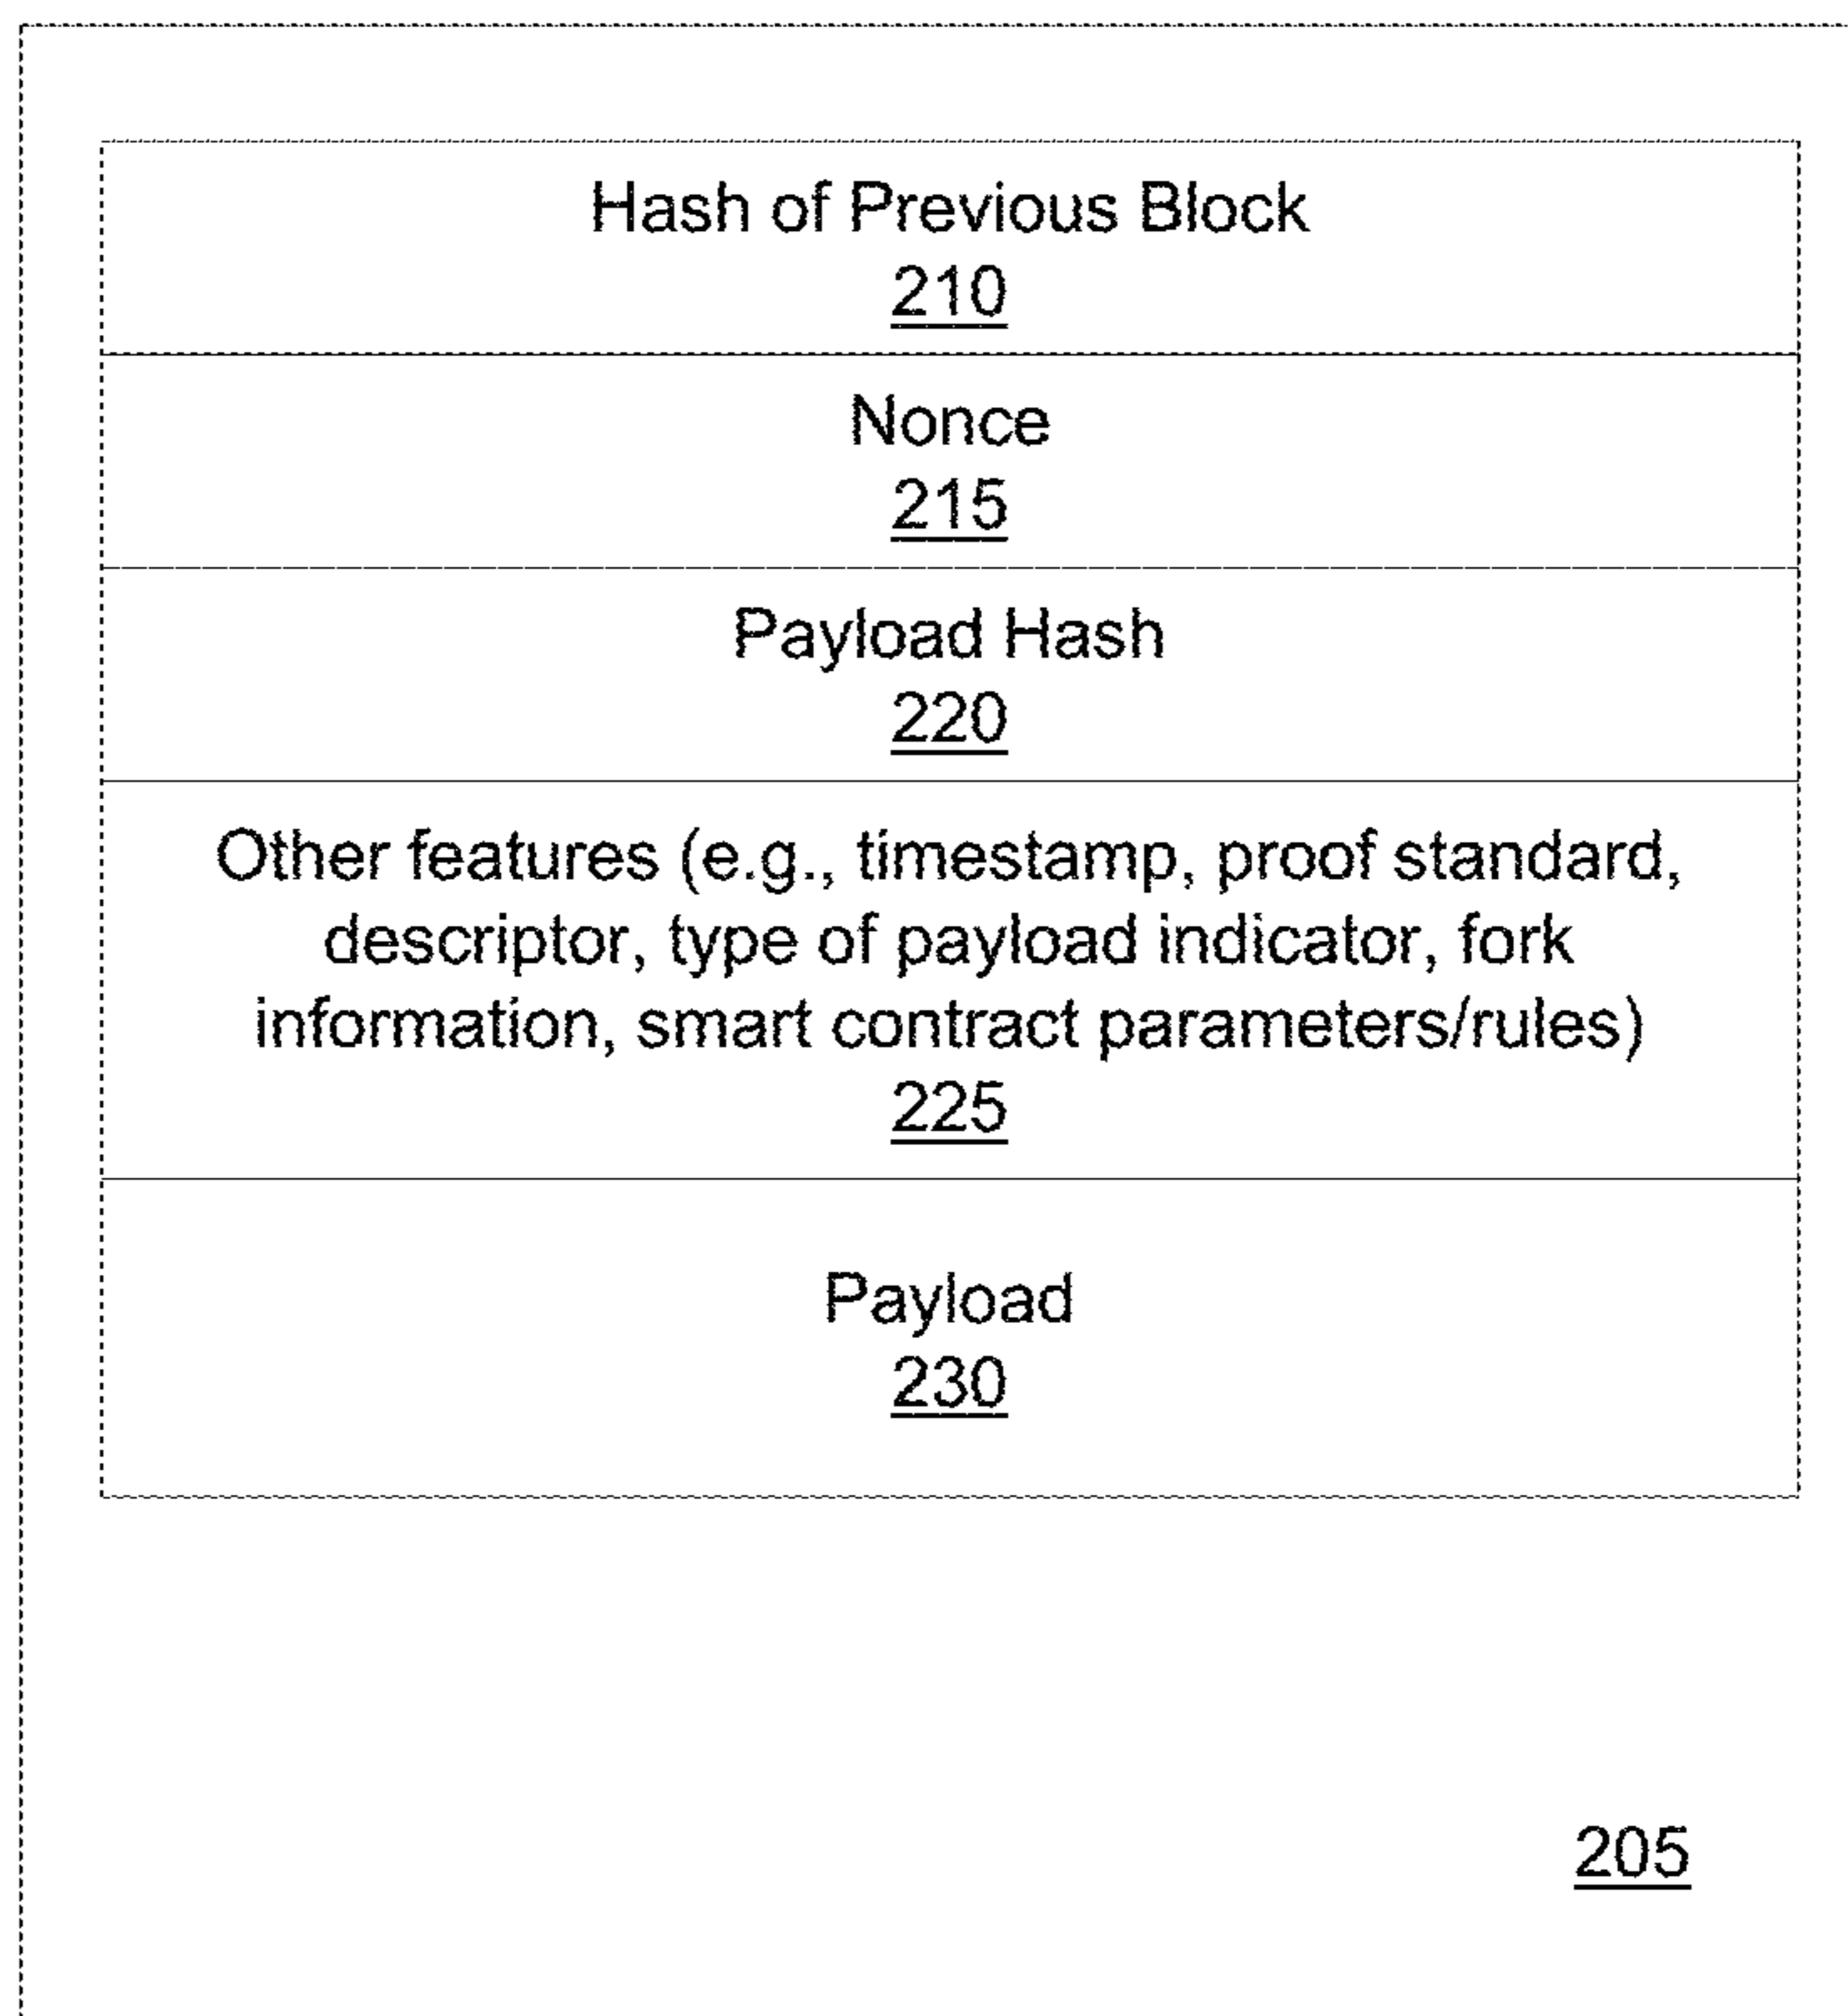 Hash of Previous Block
210
Nonce
215
Payload Hash
220
Other features (e.g., timestamp, proof standard,
descriptor, type of payload indicator, fork
information, smart contract parameters/rules)
225
Payload
230
205